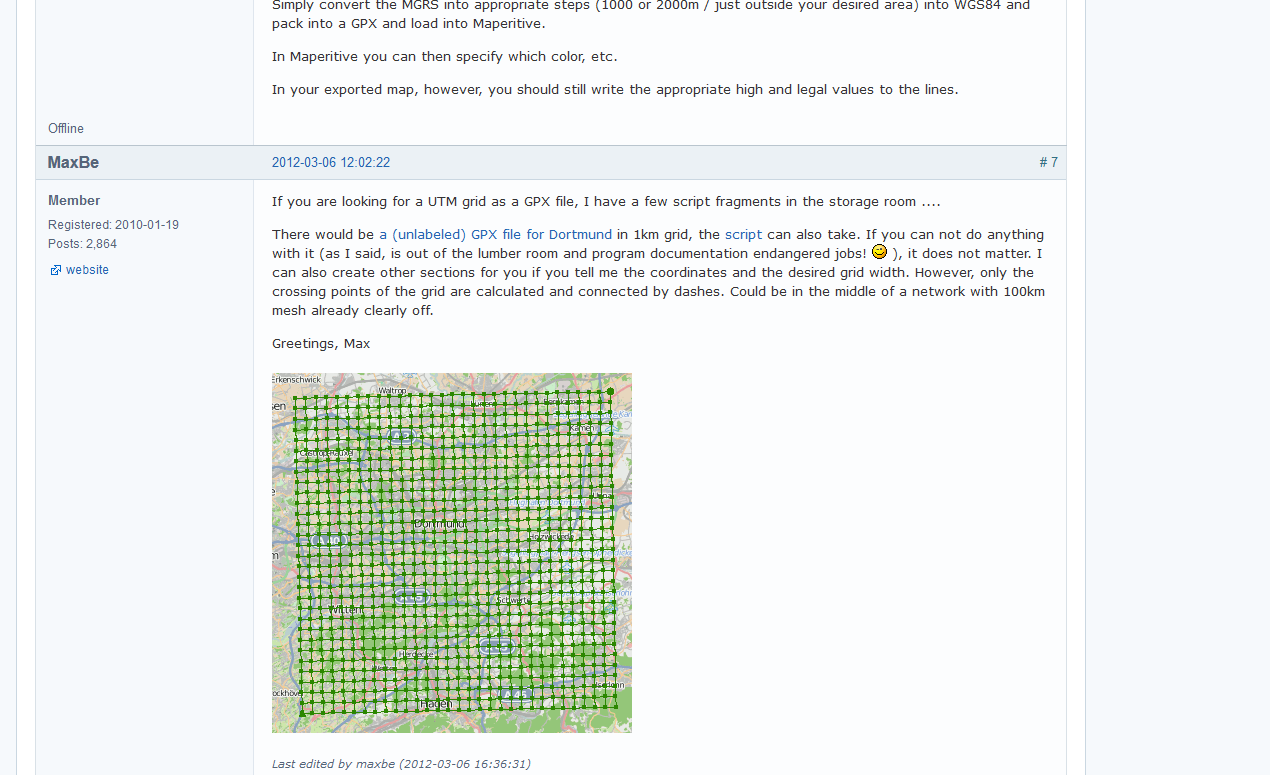 Simply convert the MGRS into appropriate steps (1000 or 2000m / just outside your desired area) into WGS84 and
pack into a GPX and load into Maperitive.
In Maperitive you can then specify which color, etc.
In your exported map, however, you should still write the appropriate high and legal values to the lines.
Offline
MaxBe
2012-03-06 12:02:22
# 7
Member
Registered: 2010-01-19
Posts: 2,864
website
If you are looking for a UTM grid as a GPX file, I have a few script fragments in the storage room ....
There would be a (unlabeled) GPX file for Dortmund in 1km grid, the script can also take. If you can not do anything
with it (as I said, is out of the lumber room and program documentation endangered jobs! ), it does not matter. I
can also create other sections for you if you tell me the coordinates and the desired grid width. However, only the
crossing points of the grid are calculated and connected by dashes. Could be in the middle of a network with 100km
mesh already clearly off.
Greetings, Max
Erkenschwick
Waltrop
Kamen
Castrop-Rauxel
Dortmund
Holzwickede
Witten
Schwerte
Herdecke
Hagen
Last edited by maxbe (2012-03-06 16:36:31)